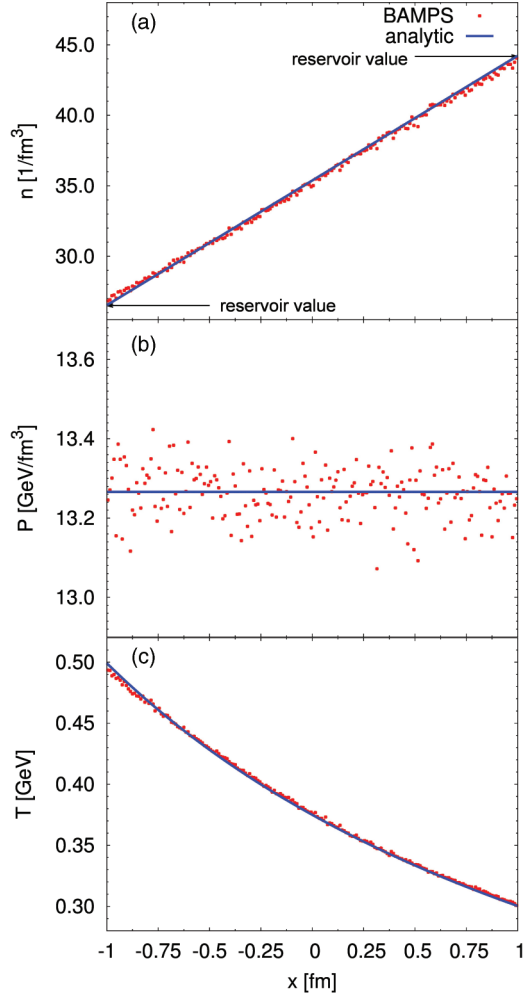 (a)
BAMPS
analytic
reservoir value
reservoir value
n [1/fm³]
45.0
40.0
35.0
30.0
(b)
P [GeV/fm³]
13.6
13.4
13.2
13.0
(c)
T [GeV]
0.50
0.45
0.40
0.35
0.30
-1 -0.75 -0.5 -0.25 0 0.25 0.5 0.75 1
x [fm]